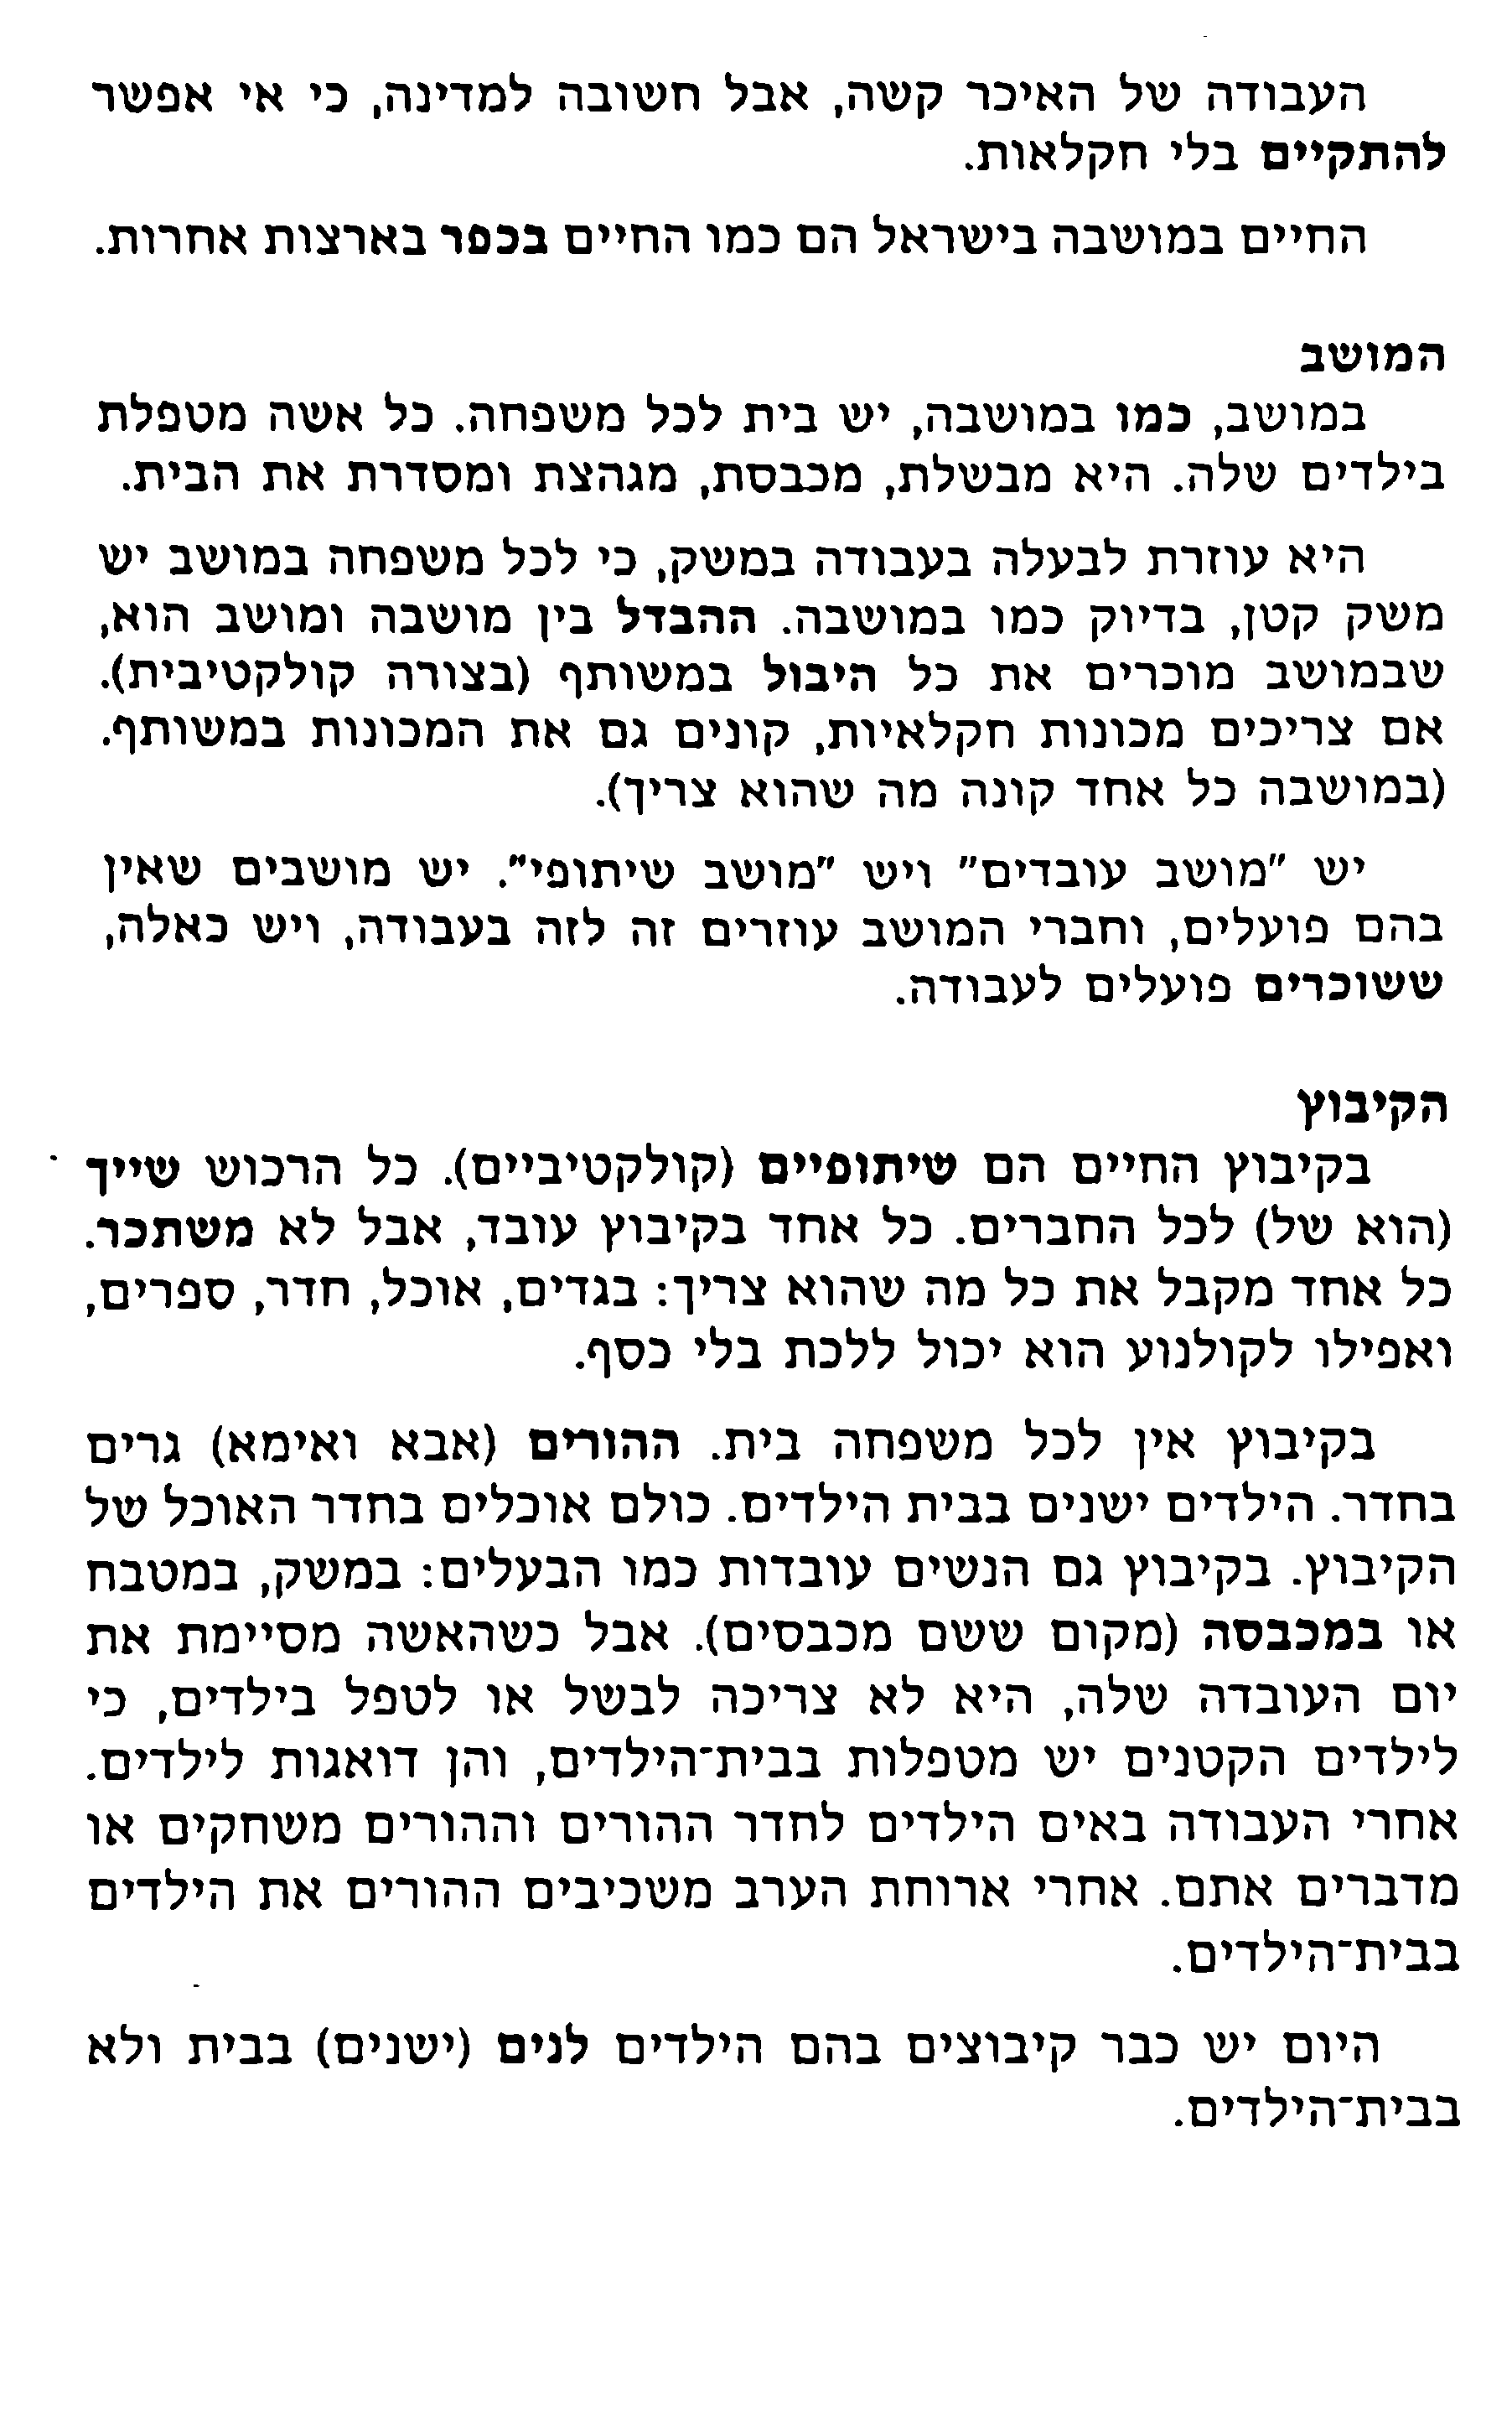 העבודה של האיכר קשה, אבל חשובה למדינה, כי אי אפשר
להתקיים בלי חקלאות.
החיים במושבה בישראל הם כמו החיים בכפר בארצות אחרות.
המושב
במושב, כמו במושבה, יש בית לכל משפחה. כל אשה מטפלת
בילדים שלה. היא מבשלת, מכבסת, מגהצת ומסדרת את הבית.
היא עוזרת לבעלה בעבודה במשק, כי לכל משפחה במושב יש
משק קטן, בדיוק כמו במושבה. ההבדל בין מושבה ומושב הוא,
שבמושב מוכרים את כל היבול במשותף (בצורה קולקטיבית).
אם צריכים מכונות חקלאיות, קונים גם את המכונות במשותף.
(במושבה כל אחד קונה מה שהוא צריך).
יש "מושב עובדים" ויש "מושב שיתופי". יש מושבים שאין
בהם פועלים, וחברי המושב עוזרים זה לזה בעבודה, ויש כאלה,
ששוכרים פועלים לעבודה.
הקיבוץ
בקיבוץ החיים הם שיתופיים (קולקטיביים). כל הרכוש שייך
(הוא של) לכל החברים. כל אחד בקיבוץ עובד, אבל לא משתכר.
כל אחד מקבל את כל מה שהוא צריך: בגדים, אוכל, חדר, ספרים,
ואפילו לקולנוע הוא יכול ללכת בלי כסף.
בקיבוץ אין לכל משפחה בית. ההורים (אבא ואימא) גרים
בחדר. הילדים ישנים בבית הילדים. כולם אוכלים בחדר האוכל של
הקיבוץ. בקיבוץ גם הנשים עובדות כמו הבעלים: במשק, במטבח
או במכבסה (מקום ששם מכבסים). אבל כשהאשה מסיימת את
יום העובדה שלה, היא לא צריכה לבשל או לטפל בילדים, כי
לילדים הקטנים יש מטפלות בבית־הילדים, והן דואגות לילדים.
אחרי העבודה באים הילדים לחדר ההורים וההורים משחקים או
מדברים אתם. אחרי ארוחת הערב משכיבים ההורים את הילדים
בבית־הילדים.
היום יש כבר קיבוצים בהם הילדים לנים (ישנים) בבית ולא
בבית־הילדים.